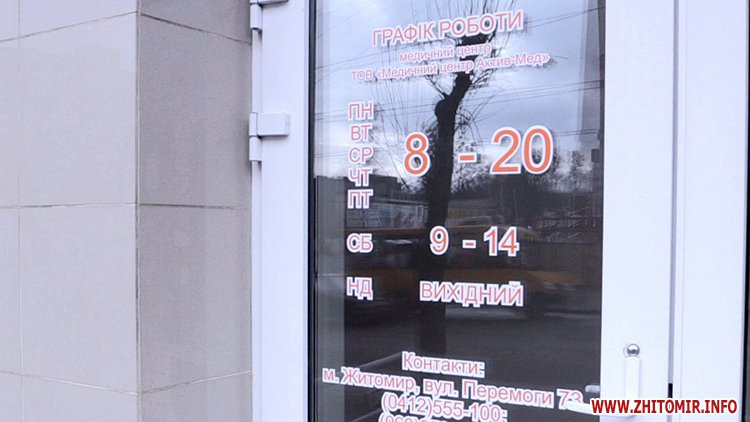 ГРАФІК РОБОТИ
медичний центр
ТОВ «Медичний центр Актив-Мед»
ПН
ВТ
СР 8 - 20
ЧТ
ПТ
СБ 9 - 14
НД ВИХІДНИЙ
Контакти:
м. Житомир, вул. Перемоги 73
(0412)555-100;
WWW.ZHITOMIR.INFO